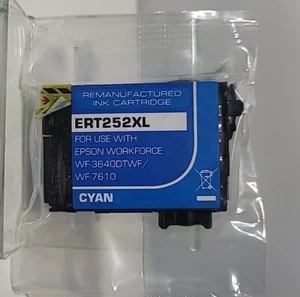 REMANUFACTURED
INK CARTRIDGE
ERT252XL
FOR USE WITH
EPSON WORKFORCE
WF-3640DTWF/
WF-7610
CYAN